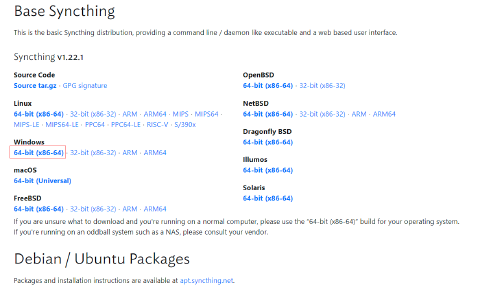 Base Syncthing
This is the basic Syncthing distribution, providing a command line / daemon like executable and a web based user interface.
Syncthing v1.22.1
Source Code
Source tar.gz · GPG signature
Linux
64-bit (x86-64) · 32-bit (x86-32) · ARM · ARM64 · MIPS · MIPS64 ·
MIPS-LE · MIPS64-LE · PPC64 · PPC64-LE · RISC-V · S/390x
Windows
64-bit (x86-64) · 32-bit (x86-32) · ARM · ARM64
macOS
64-bit (Universal)
FreeBSD
64-bit (x86-64) · 32-bit (x86-32) · ARM · ARM64
OpenBSD
64-bit (x86-64) · 32-bit (x86-32)
NetBSD
64-bit (x86-64) · 32-bit (x86-32) · ARM · ARM64
Dragonfly BSD
64-bit (x86-64)
Illumos
64-bit (x86-64)
Solaris
64-bit (x86-64)
If you are unsure what to download and you're running on a normal computer, please use the "64-bit (x86-64)" build for your operating system.
If you're running on an oddball system such as a NAS, please consult your vendor.
Debian / Ubuntu Packages
Packages and installation instructions are available at apt.syncthing.net.